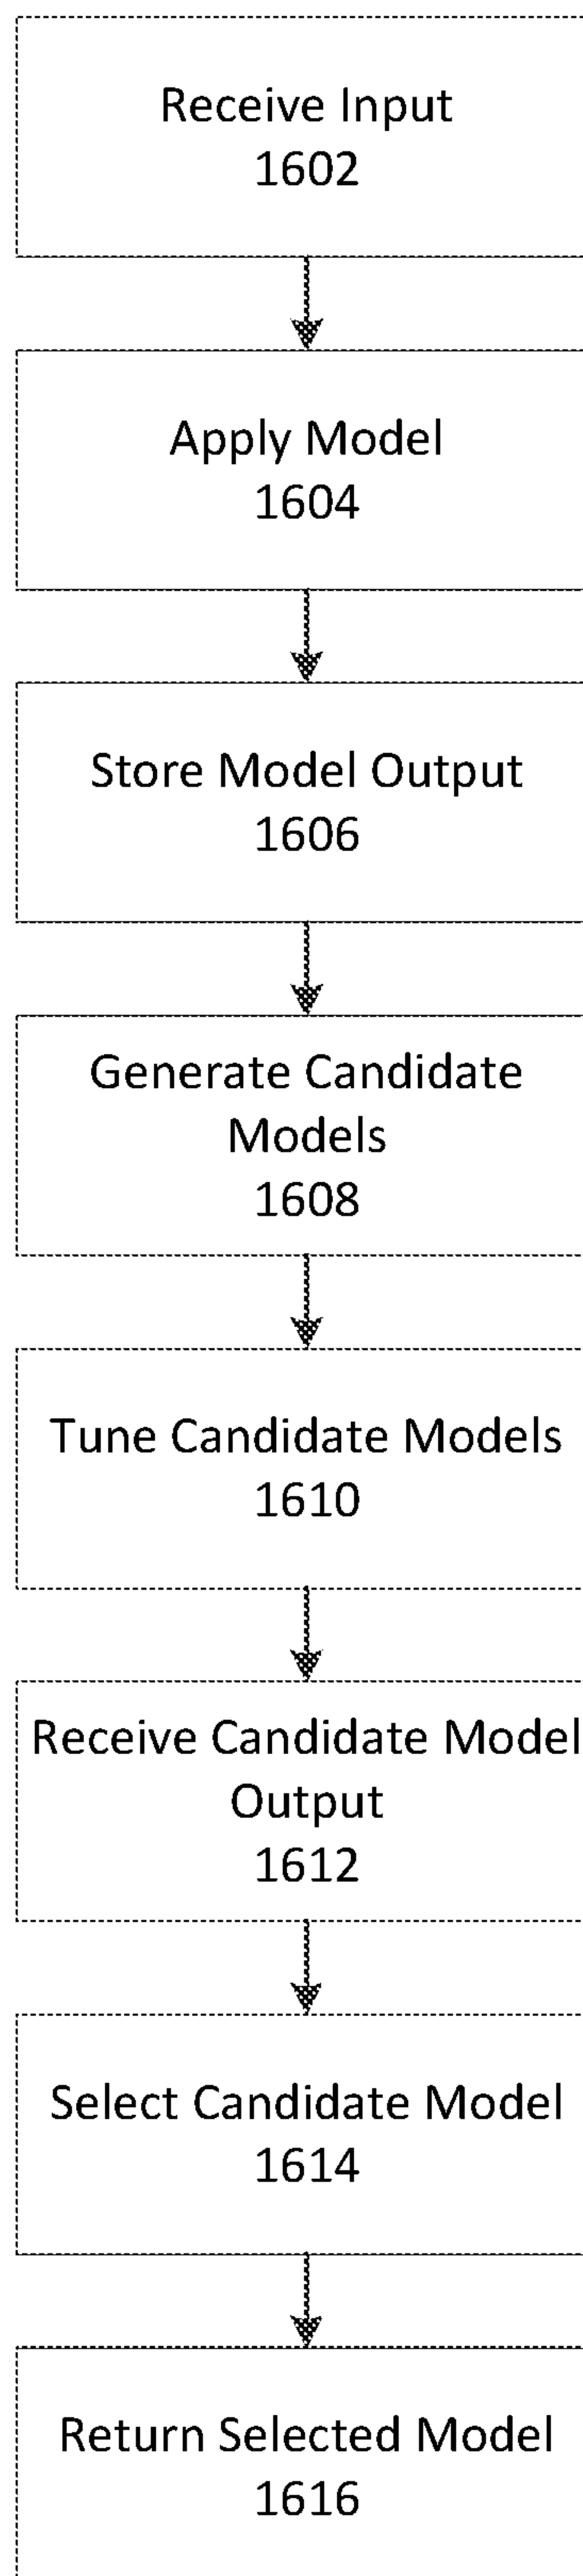 Receive Input
1602
Apply Model
1604
Store Model Output
1606
Generate Candidate
Models
1608
Tune Candidate Models
1610
Receive Candidate Model
Output
1612
Select Candidate Model
1614
Return Selected Model
1616